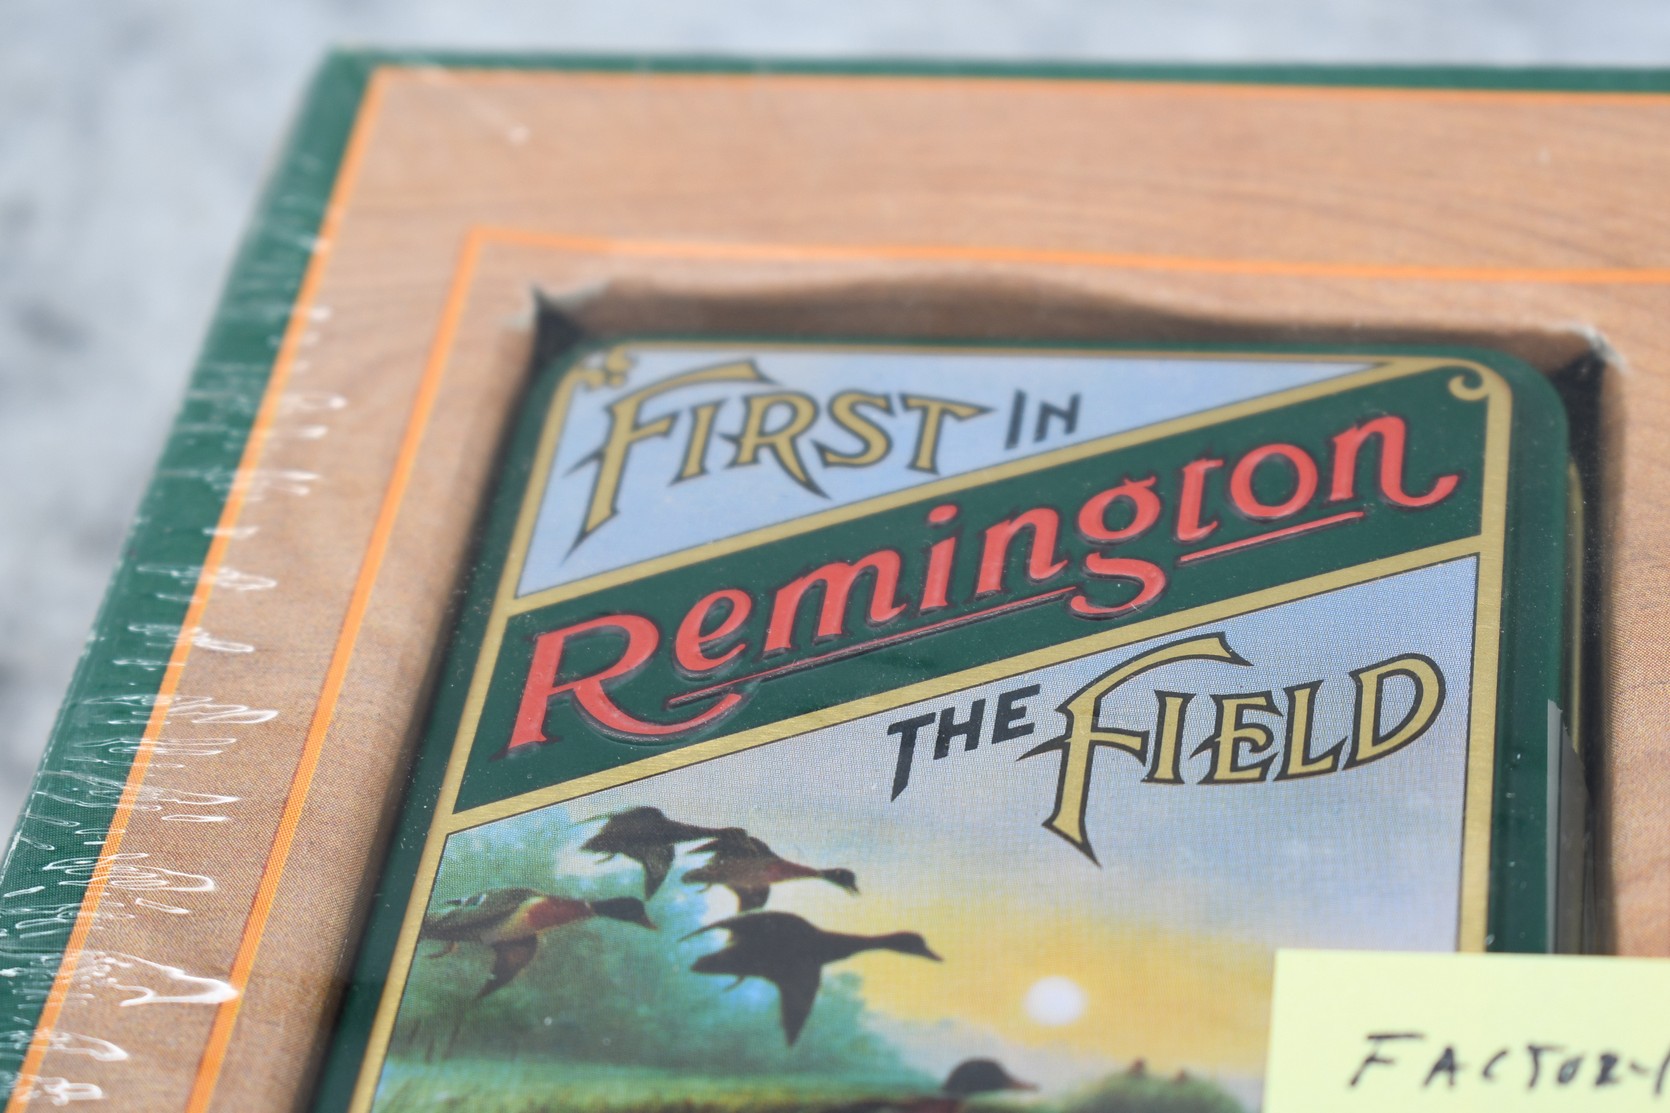 FIRST IN
Remington
THE FIELD